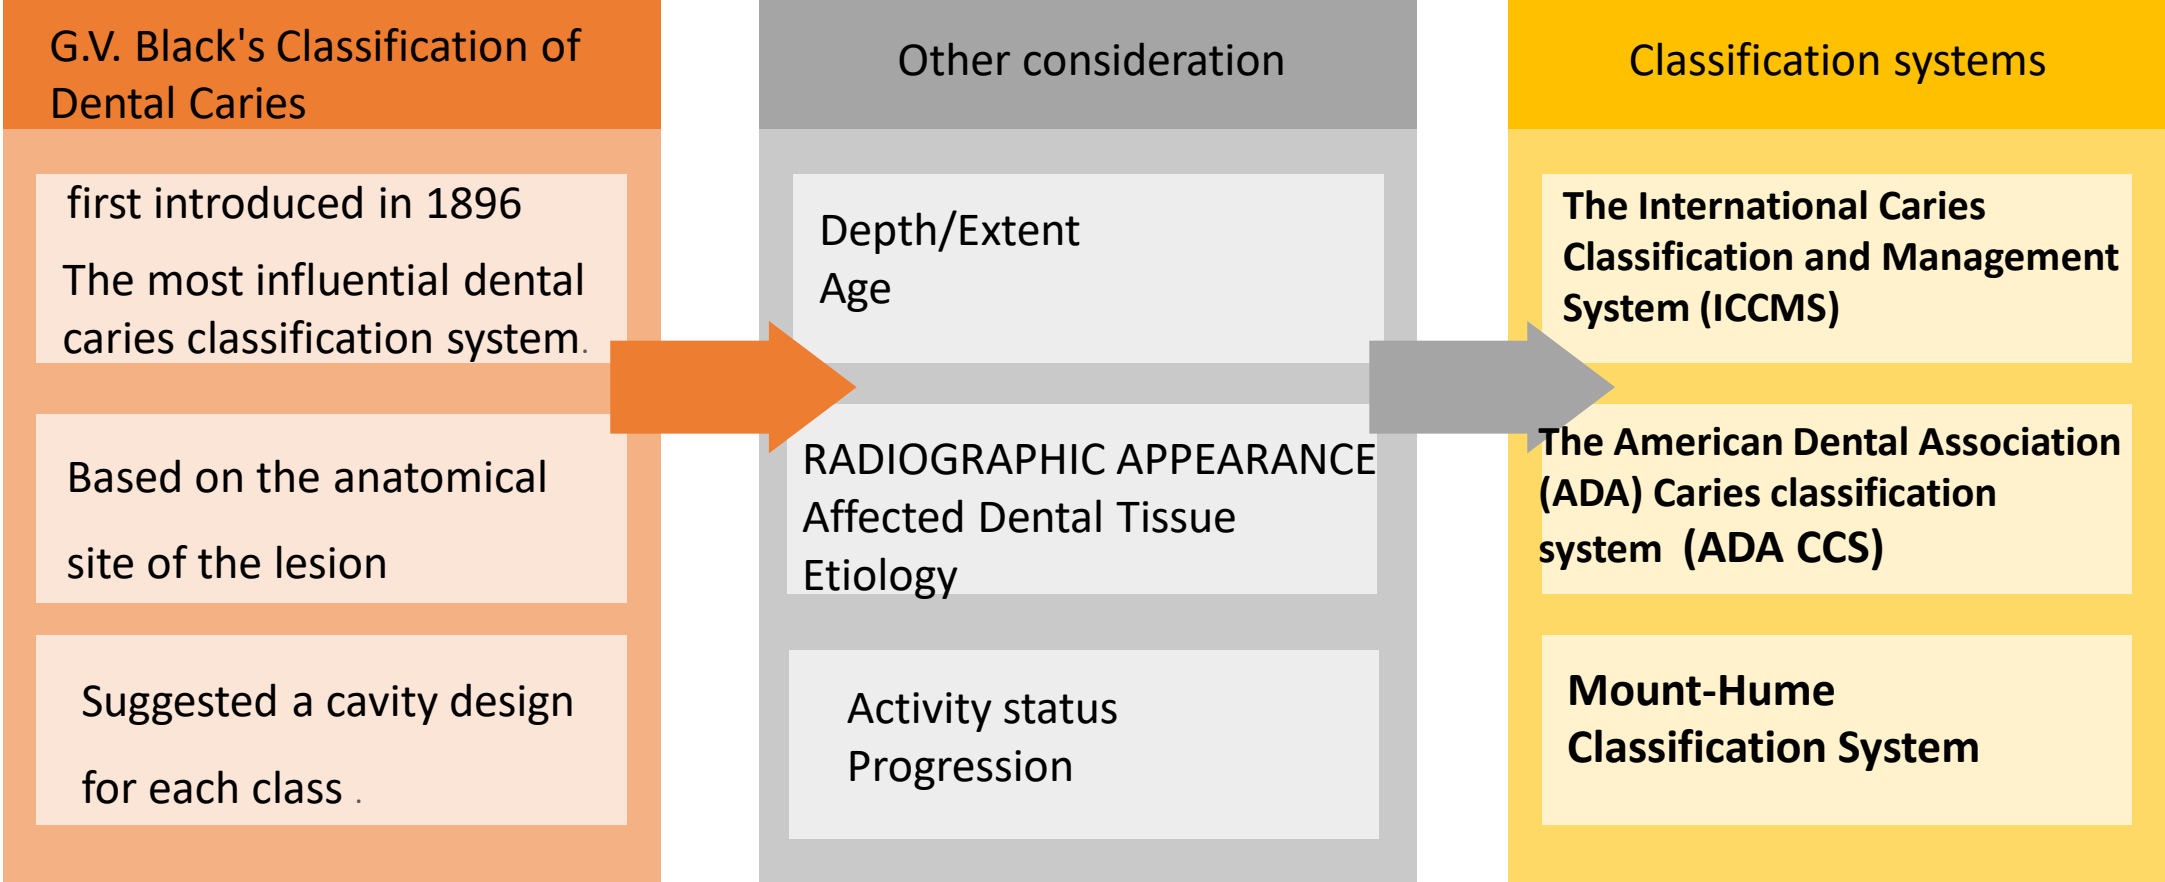 G.V. Black's Classification of
Dental Caries
first introduced in 1896
The most influential dental
caries classification system.
Based on the anatomical
site of the lesion
Suggested a cavity design
for each class .
Other consideration
Depth/Extent
Age
RADIOGRAPHIC APPEARANCE
Affected Dental Tissue
Etiology
Activity status
Progression
Classification systems
The International Caries
Classification and Management
System (ICCMS)
The American Dental Association
(ADA) Caries classification
system (ADA CCS)
Mount-Hume
Classification System